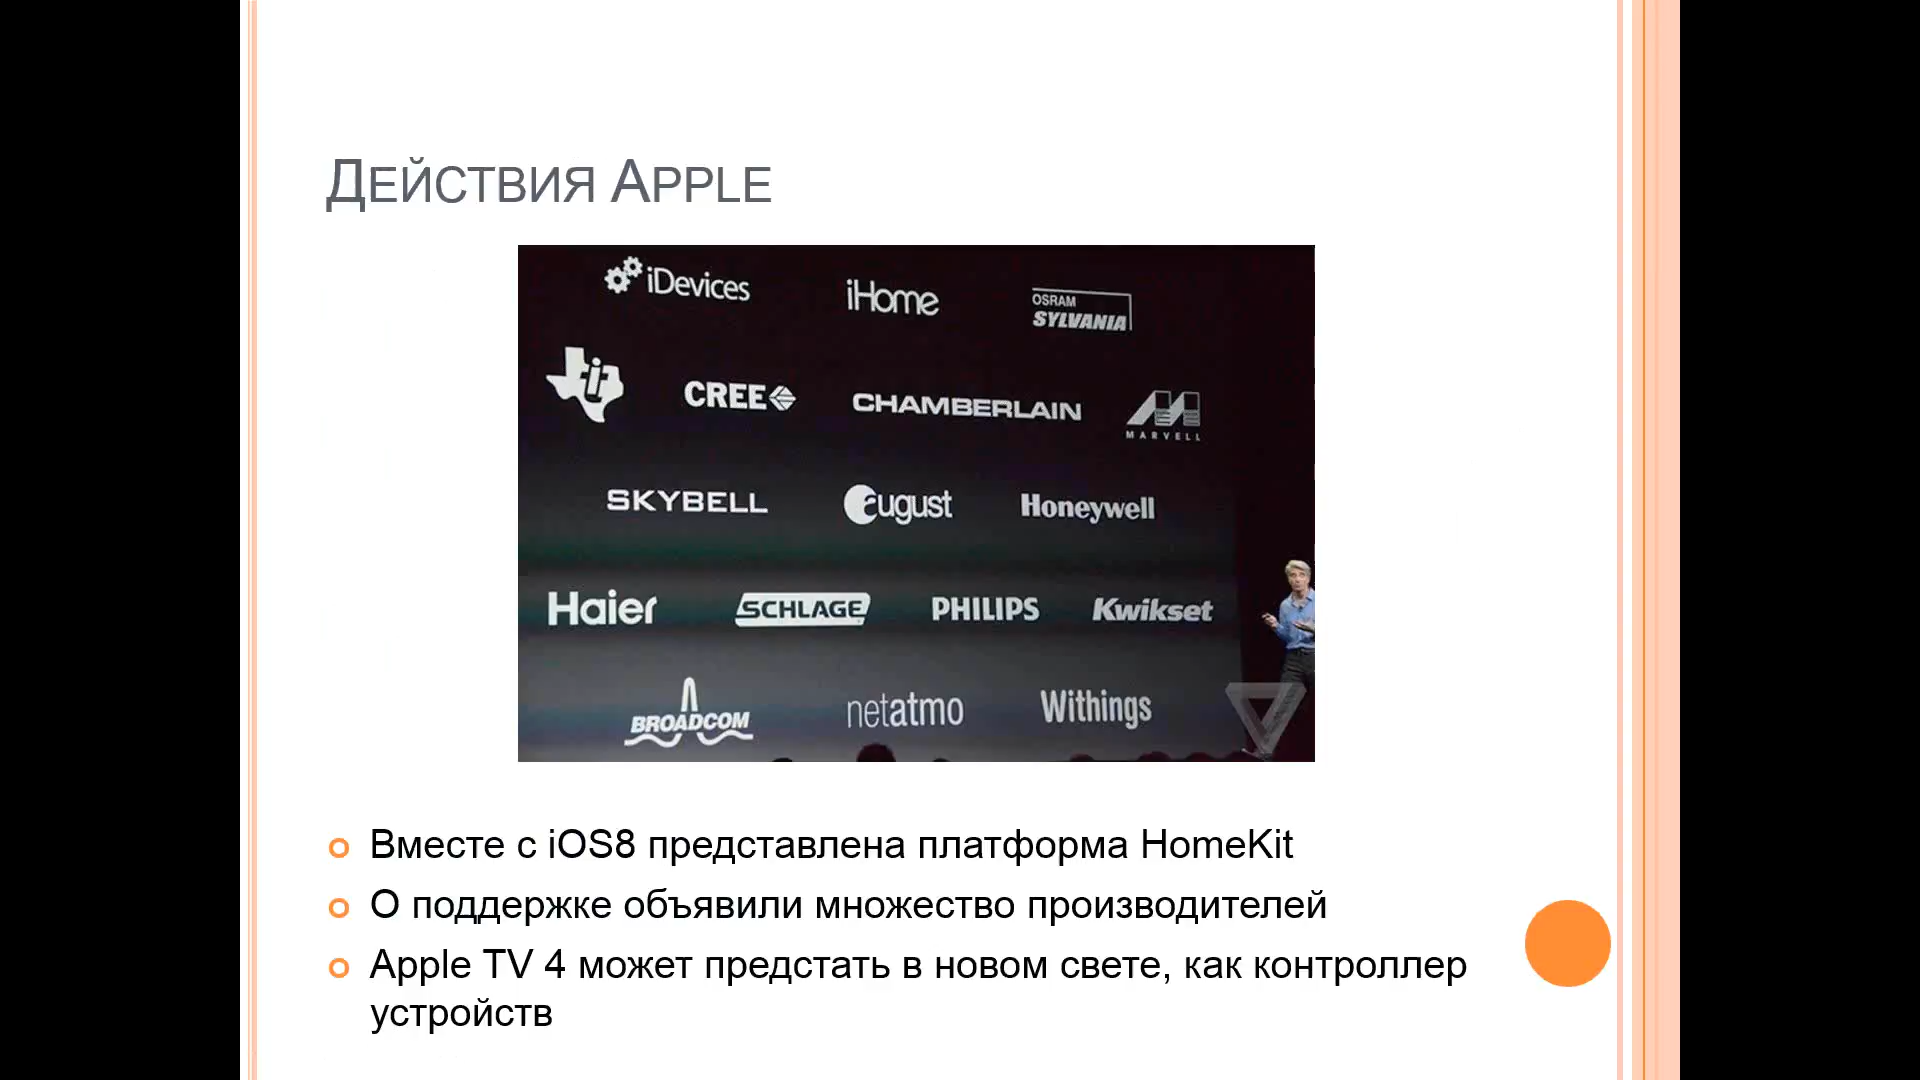 Действия Apple
iDevices
iHome
OSRAM
SYLVANIA
CREE
CHAMBERLAIN
MARVELL
SKYBELL
august
Honeywell
Haier
SCHLAGE
PHILIPS
Kwikset
BROADCOM
netatmo
Withings
Вместе с iOS8 представлена платформа HomeKit
О поддержке объявили множество производителей
Apple TV 4 может предстать в новом свете, как контроллер
устройств